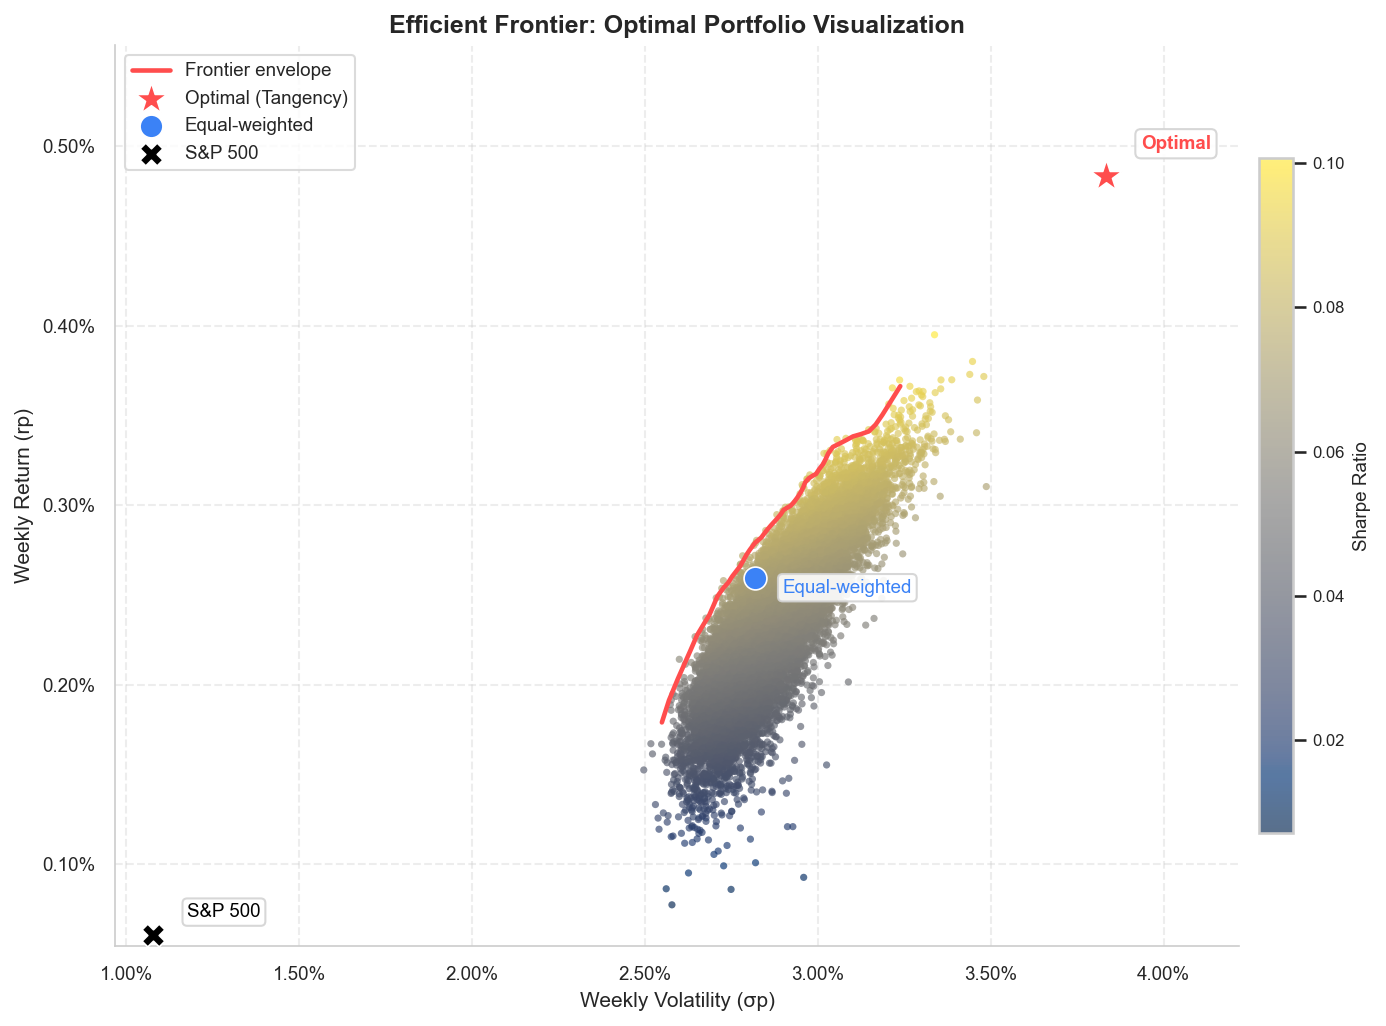 Efficient Frontier: Optimal Portfolio Visualization
Frontier envelope
Optimal (Tangency)
Equal-weighted
S&P 500
Optimal
Equal-weighted
S&P 500
0.50%
0.40%
0.30%
0.20%
0.10%
Weekly Return (rp)
1.00%
1.50%
2.00%
2.50%
3.00%
3.50%
4.00%
Weekly Volatility (σp)
0.10
0.08
0.06
0.04
0.02
Sharpe Ratio